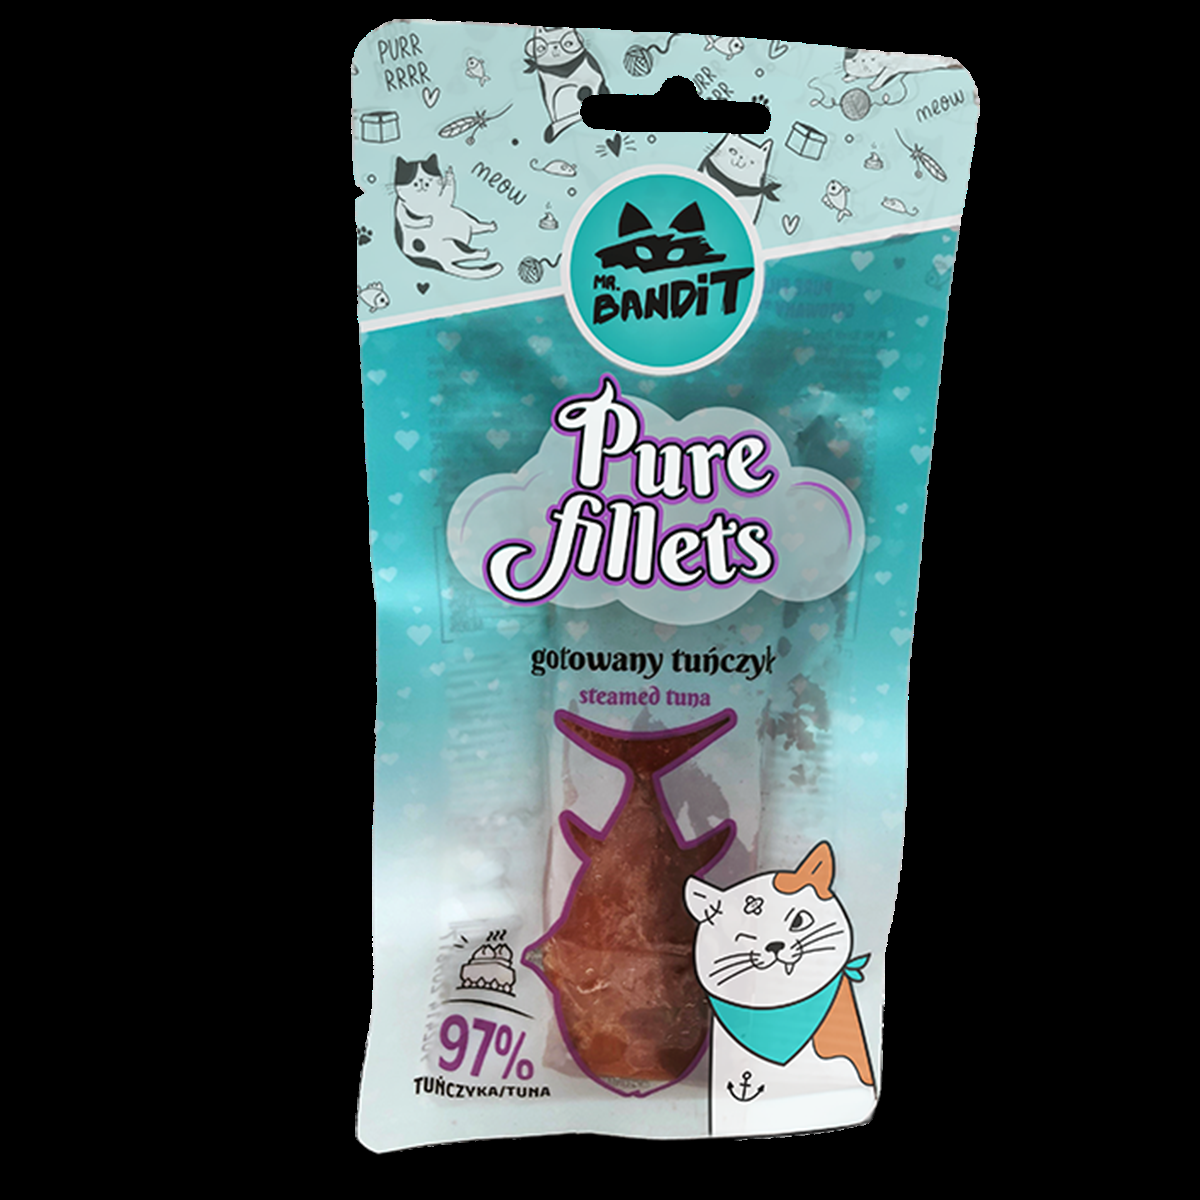 PURR
RRRR
meow
meow
MR.
BANDIT
Pure
fillets
gotowany tuńczyk
steamed tuna
97%
TUŃCZYKA/TUNA